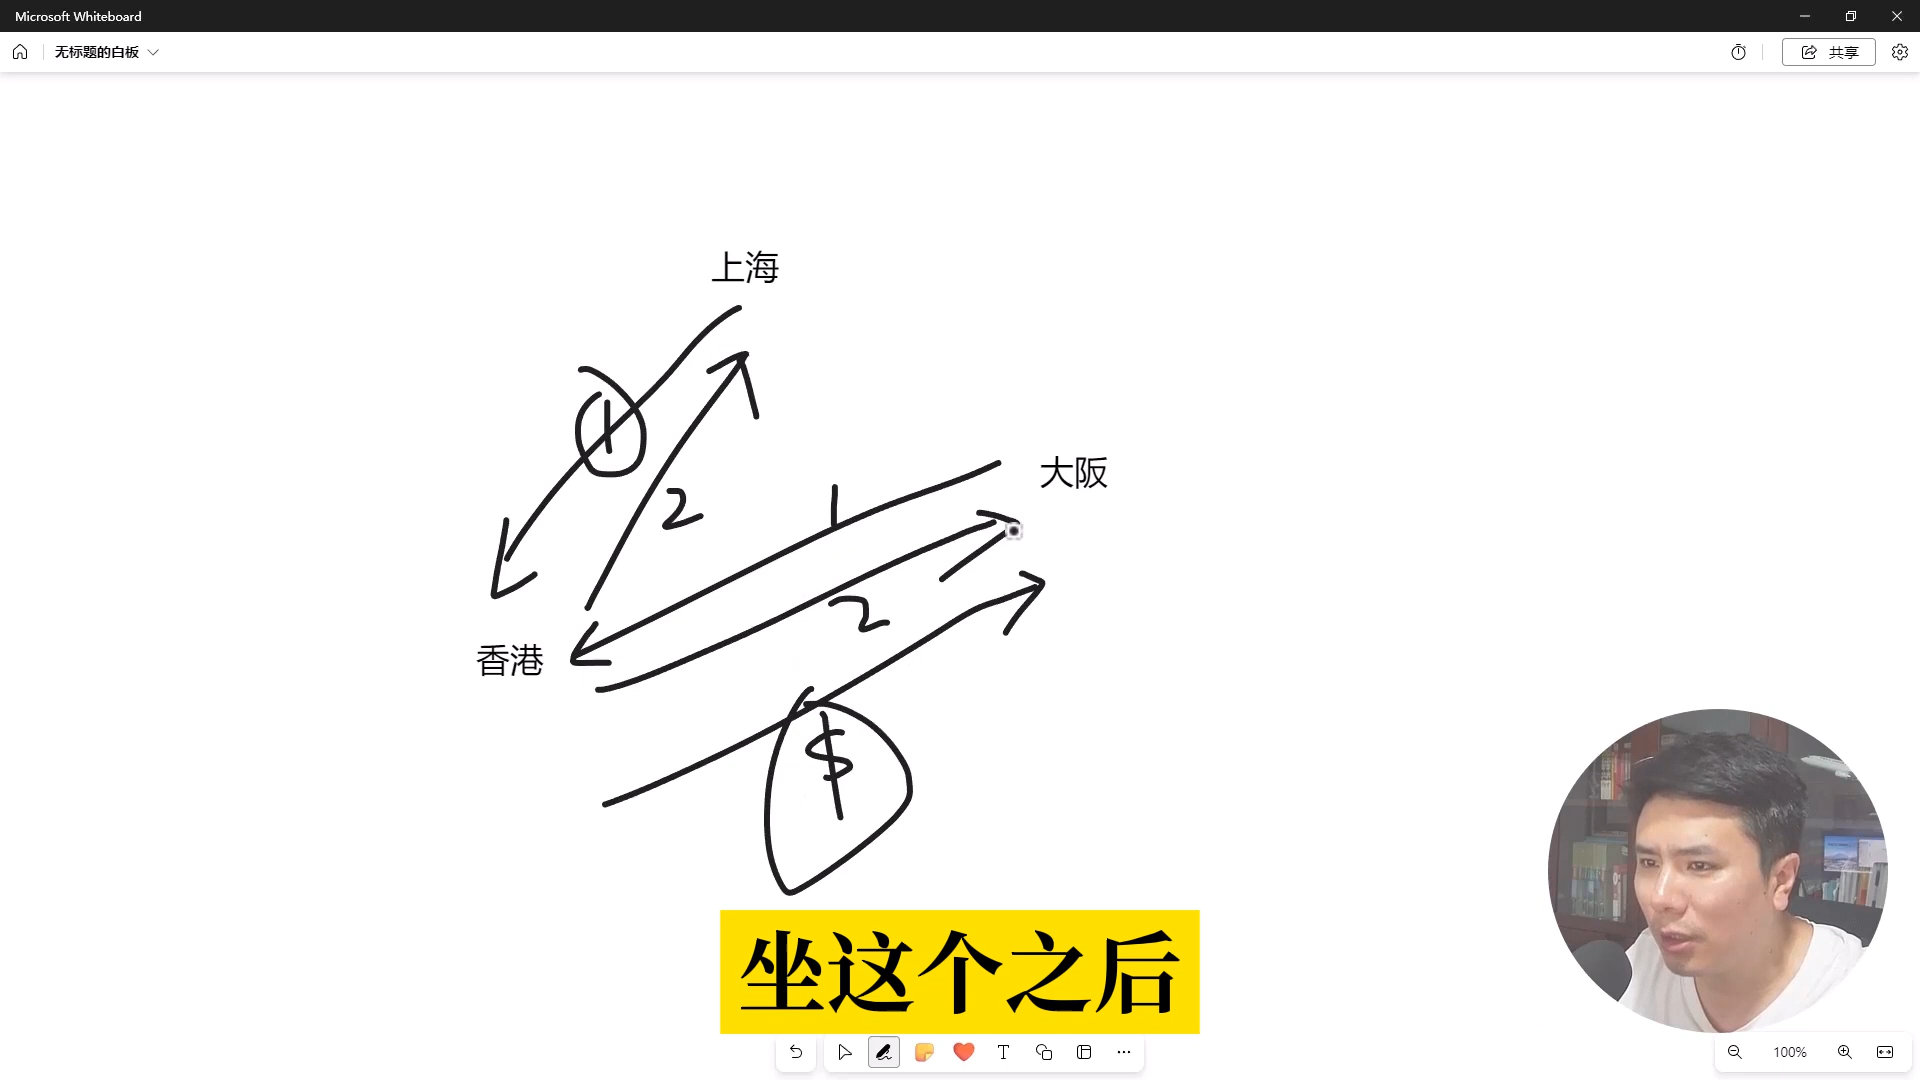 Microsoft Whiteboard
无标题的白板
共享
上海
1
2
大阪
1
2
香港
$
坐这个之后
100%